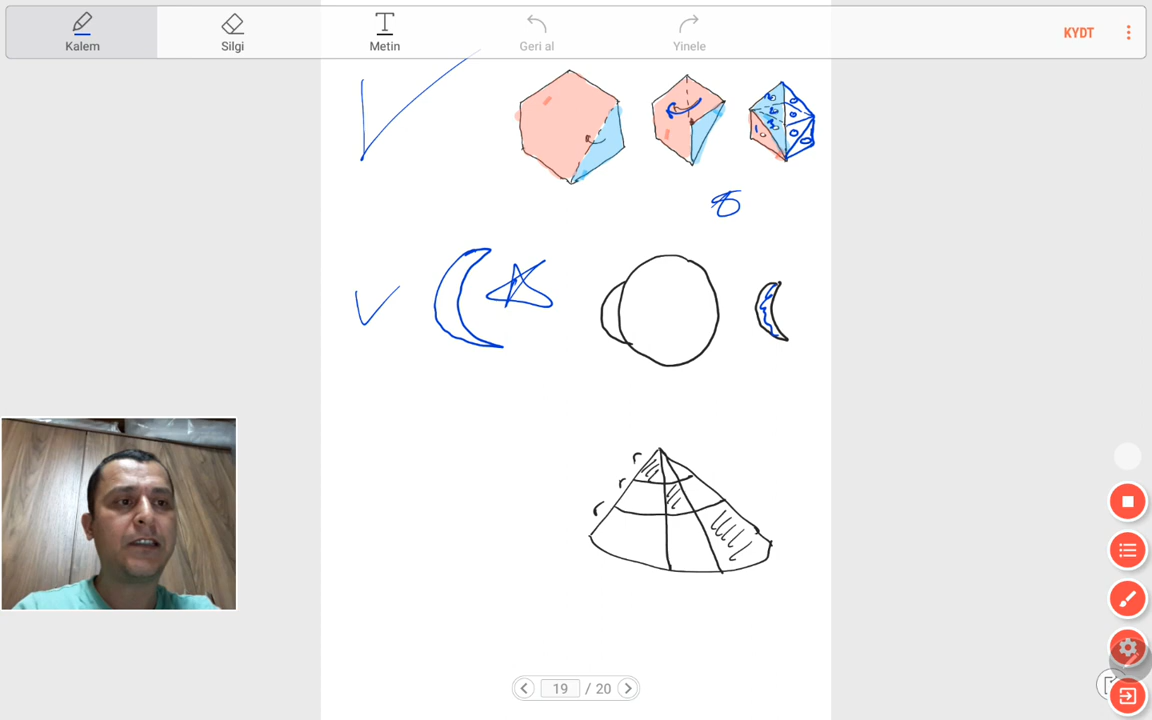 Kalem
Silgi
T
Metin
Geri al
Yinele
KYDT
r
r
r
19 / 20